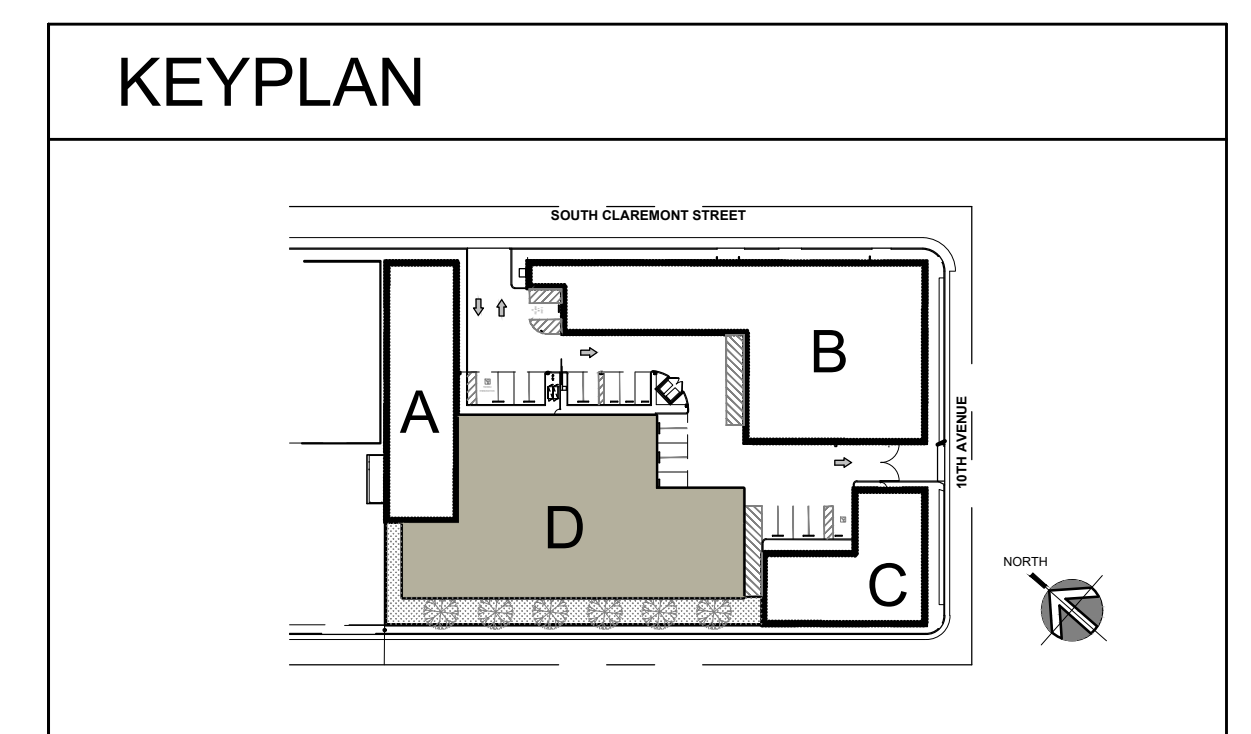 KEYPLAN
SOUTH CLAREMONT STREET
B
A
10TH AVENUE
D
NORTH
C